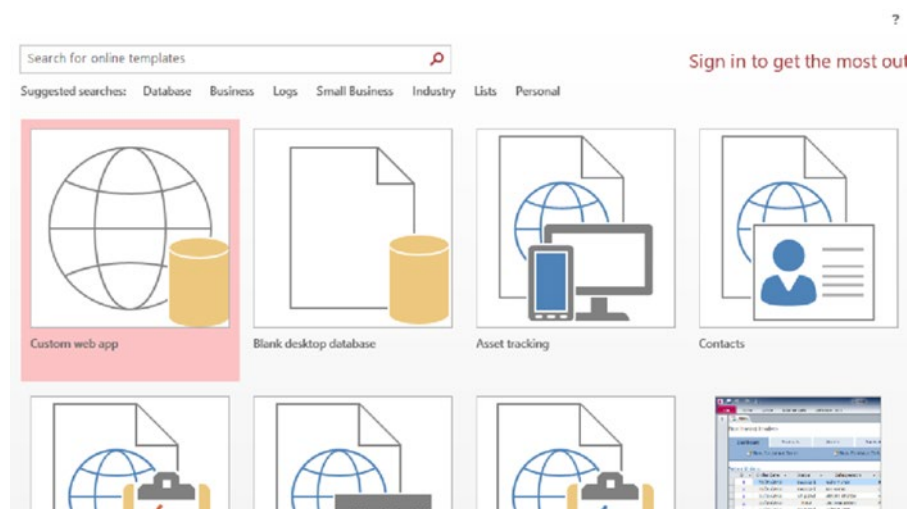 ?
Search for online templates
Sign in to get the most out
Suggested searches: Database Business Logs Small Business Industry Lists Personal
Custom web app
Blank desktop database
Asset tracking
Contacts